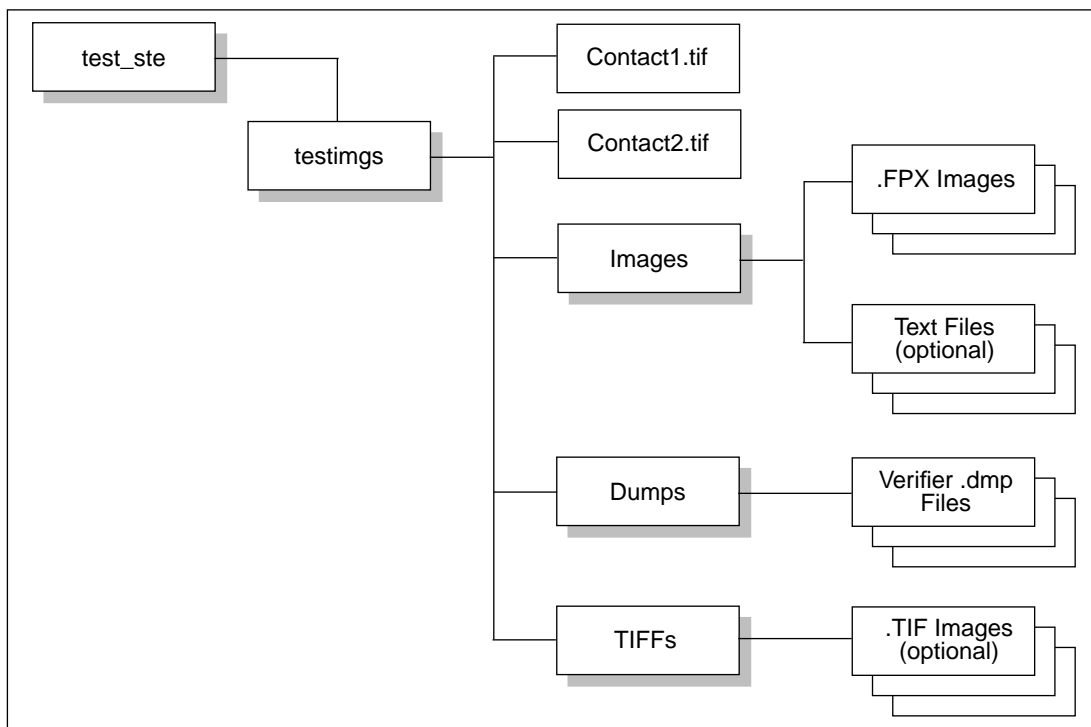 test_ste
testimgs
Contact1.tif
Contact2.tif
Images
.FPX Images
Text Files
(optional)
Dumps
Verifier .dmp
Files
TIFFs
.TIF Images
(optional)